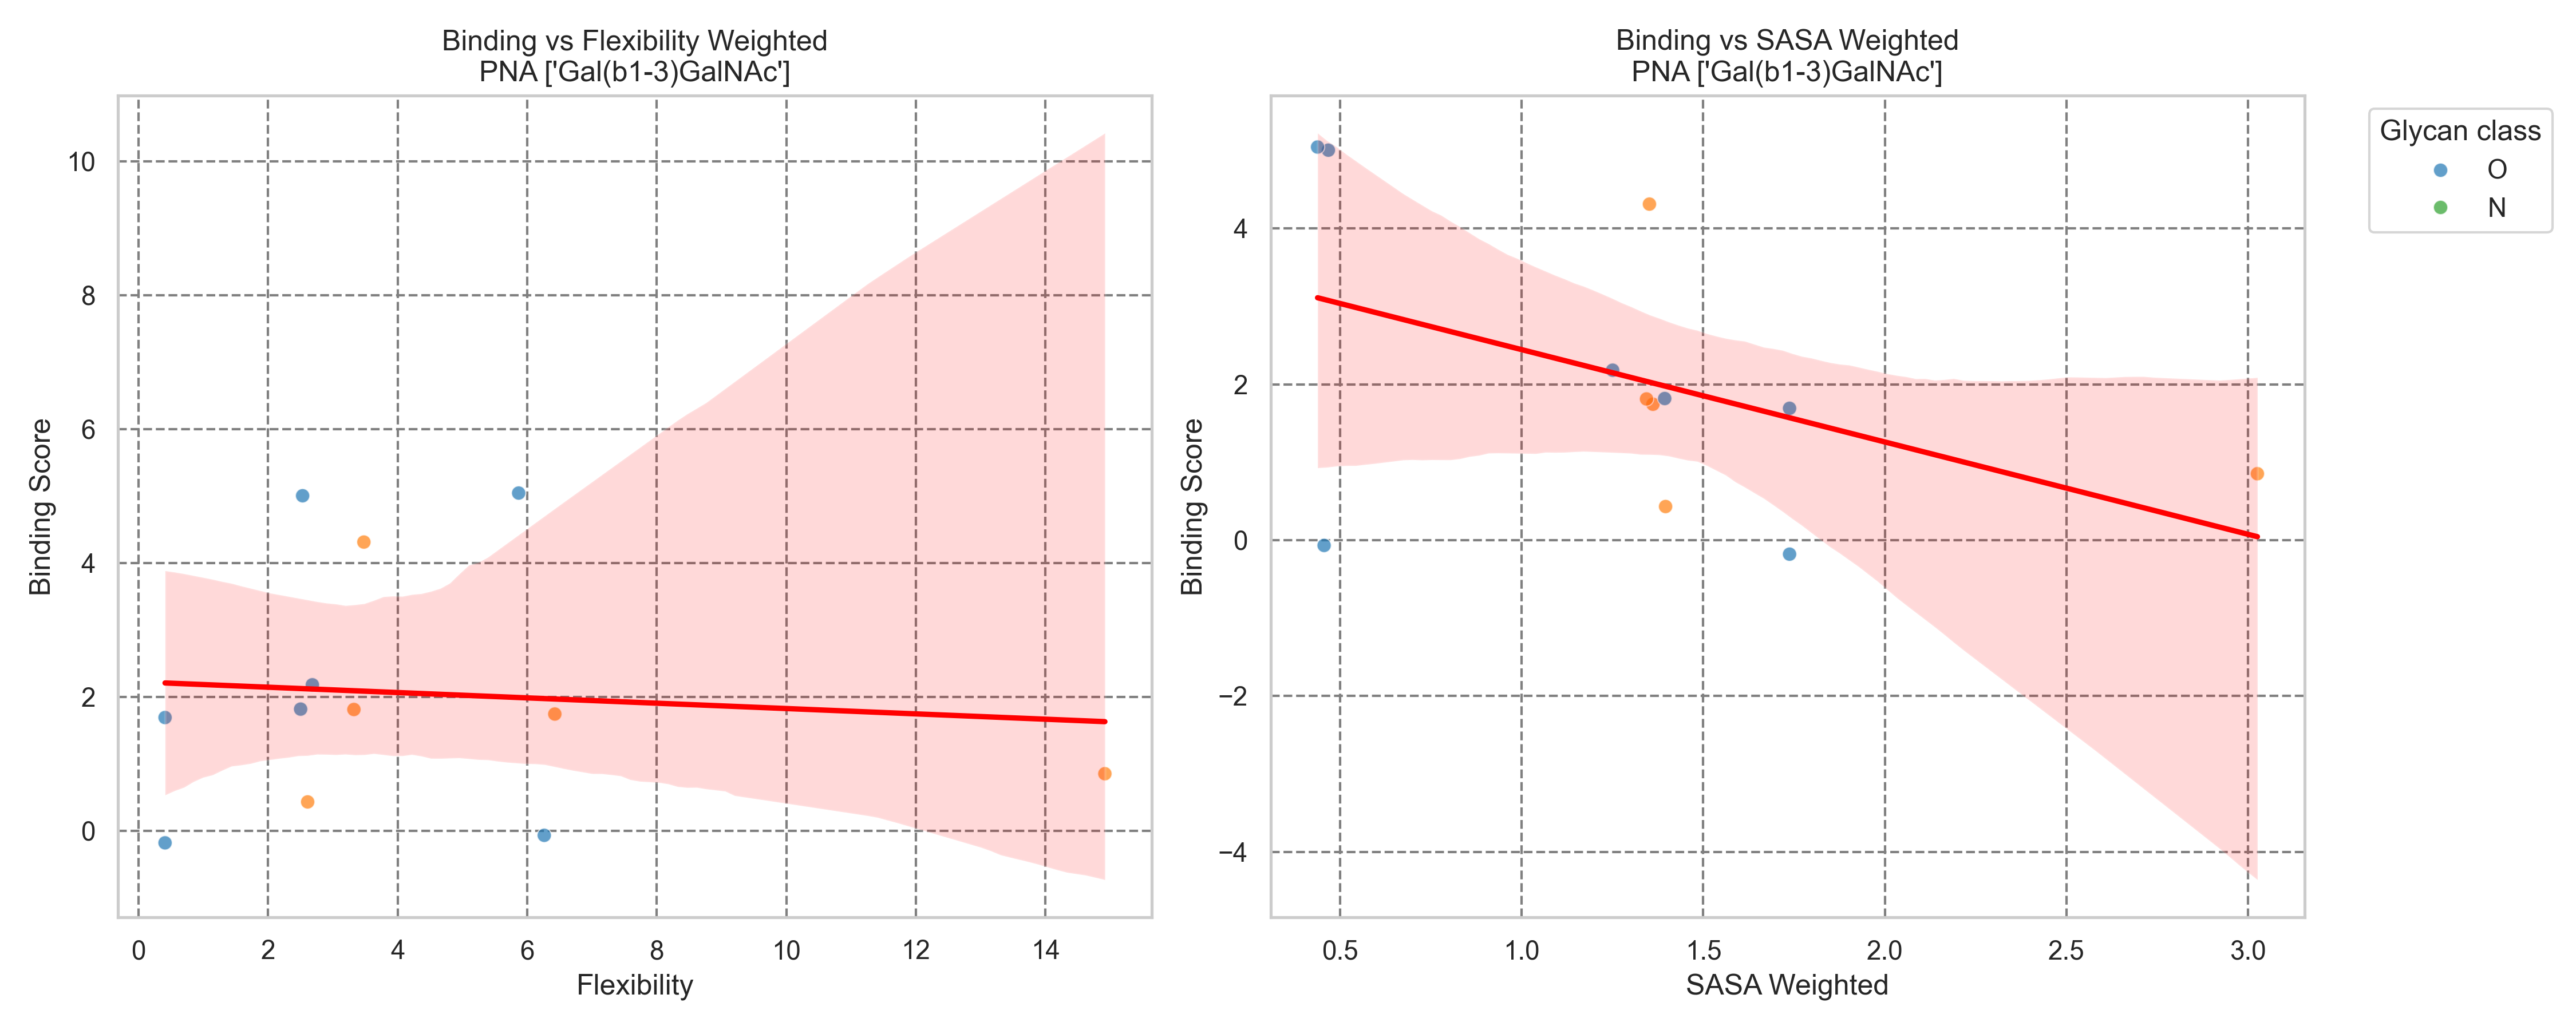 Binding vs Flexibility Weighted
PNA ['Gal(b1-3)GalNAc']
10
8
6
4
2
0
Binding Score
0 2 4 6 8 10 12 14
Flexibility
Binding vs SASA Weighted
PNA ['Gal(b1-3)GalNAc']
4
2
0
−2
−4
Binding Score
0.5 1.0 1.5 2.0 2.5 3.0
SASA Weighted
Glycan class
O
N